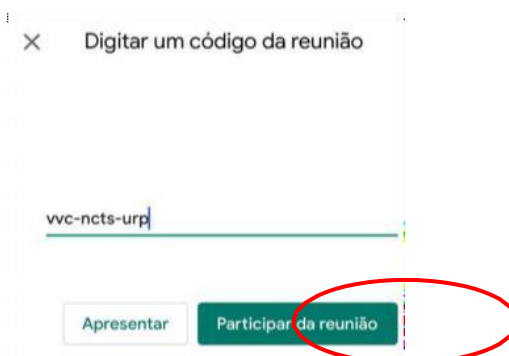 Digitar um código da reunião
vvc-ncts-urp
Apresentar Participar da reunião